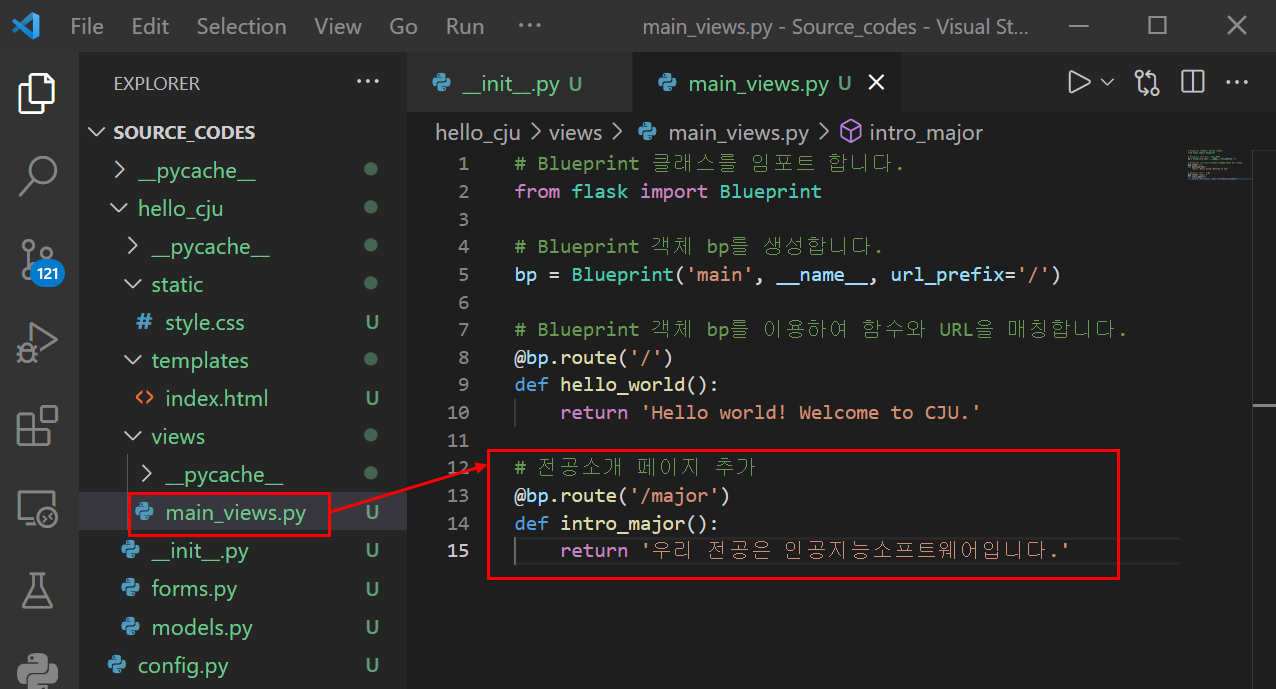 File Edit Selection View Go Run ··· main_views.py - Source_codes - Visual St...
EXPLORER ···
SOURCE_CODES
__pycache__
hello_cju
__pycache__
static
# style.css U
templates
<> index.html U
views
__pycache__
main_views.py U
__init__.py U
forms.py U
models.py U
config.py U
121
__init__.py U main_views.py U
hello_cju > views > main_views.py > intro_major
1 # Blueprint 클래스를 임포트 합니다.
2 from flask import Blueprint
3
4 # Blueprint 객체 bp를 생성합니다.
5 bp = Blueprint('main', __name__, url_prefix='/')
6
7 # Blueprint 객체 bp를 이용하여 함수와 URL을 매칭합니다.
8 @bp.route('/')
9 def hello_world():
10     return 'Hello world! Welcome to CJU.'
11
12 # 전공소개 페이지 추가
13 @bp.route('/major')
14 def intro_major():
15     return '우리 전공은 인공지능소프트웨어입니다.'